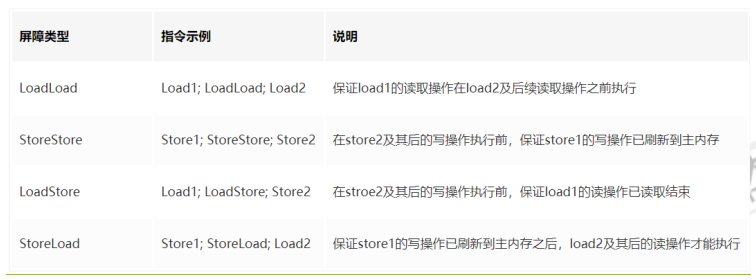 屏障类型 指令示例 说明
LoadLoad Load1; LoadLoad; Load2 保证load1的读取操作在load2及后续读取操作之前执行
StoreStore Store1; StoreStore; Store2 在store2及其后的写操作执行前，保证store1的写操作已刷新到主内存
LoadStore Load1; LoadStore; Store2 在stroe2及其后的写操作执行前，保证load1的读操作已读取结束
StoreLoad Store1; StoreLoad; Load2 保证store1的写操作已刷新到主内存之后，load2及其后的读操作才能执行